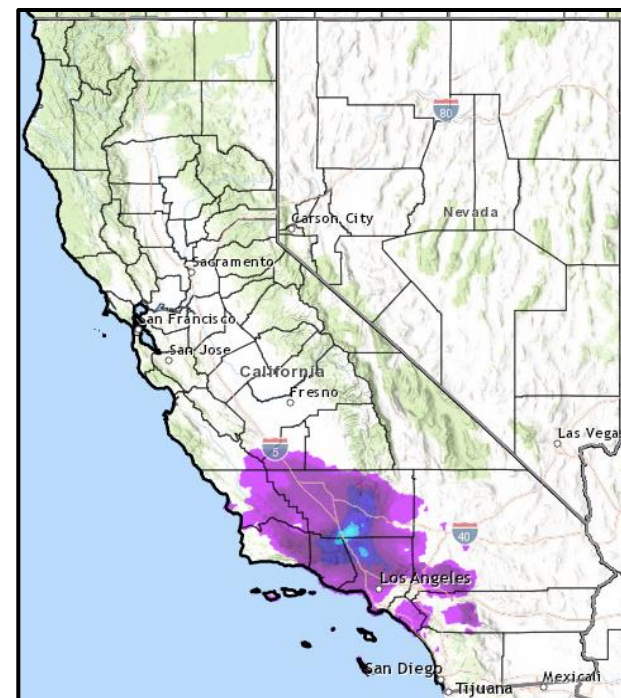 80
Nevada
Carson City
Sacramento
San Francisco
San Jose
California
Fresno
Las Vegas
5
40
Los Angeles
San Diego
Tijuana
Mexicali